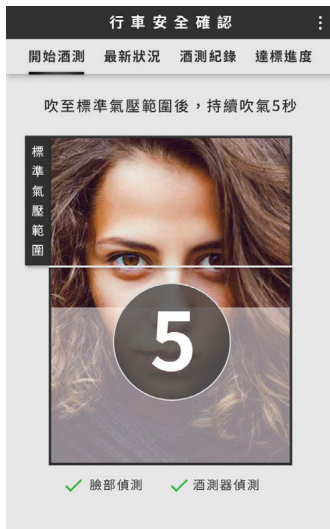 行車安全確認
開始酒測 最新狀況 酒測紀錄 達標進度
吹至標準氣壓範圍後，持續吹氣5秒
標準氣壓範圍
5
臉部偵測 酒測器偵測